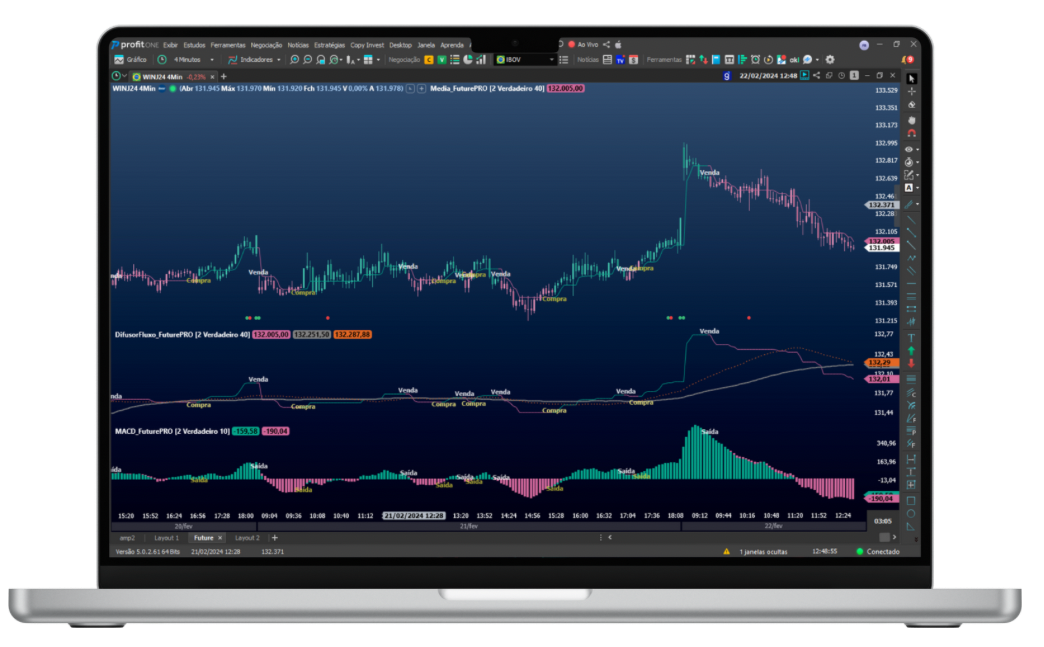 profitONE Exibir Estudos Ferramentas Negociação Notícias Estratégias Copy Invest Desktop Janela Aprenda Ao Vivo
Gráfico 4 Minutos Indicadores Negociação C V IBOV Notícias Ferramentas ok!
WINJ24 4Min -0,23% × + 22/02/2024 12:48
WINJ24 4Min (Abr 131.945 Máx 131.970 Mín 131.920 Fch 131.945 V 0,00% A 131.978) Media_FuturePRO [2 Verdadeiro 40] 132.005,00
133.529
133.351
133.173
132.995
132.817
Venda
132.639
132.46
132.371
132.28
132.105
132.005
131.945
Venda Venda Venda Venda Venda
131.749
Compra Compra Compra Compra
131.571
Compra Compra
131.393
131.215
DifusorFluxo_FuturePRO [2 Verdadeiro 40] 132.005,00 132.251,50 132.287,88
132,77
Venda
132,43
132,29
132,10
132,01
Venda
131,77
Venda Venda Venda
Compra Compra Compra Compra Compra
131,44
Compra
MACD_FuturePRO [2 Verdadeiro 10] -159,58 -190,04
Saída
340,96
163,96
Saída Saída Saída Saída Saída
-13,04
Saída Saída Saída Saída
Saída Saída
-190,04
15:20 15:52 16:24 16:56 17:28 18:00 09:04 09:36 10:08 10:40 11:12 21/02/2024 12:28 13:20 13:52 14:24 14:56 15:28 16:00 16:32 17:04 17:36 18:08 09:12 09:44 10:16 10:48 11:20 11:52 12:24
20/fev 21/fev 22/fev
03:05
amp2 Layout 1 Future × Layout 2 +
Versão 5.0.2.61 64 Bits 21/02/2024 12:28 132.371 1 janelas ocultas 12:48:55 Conectado